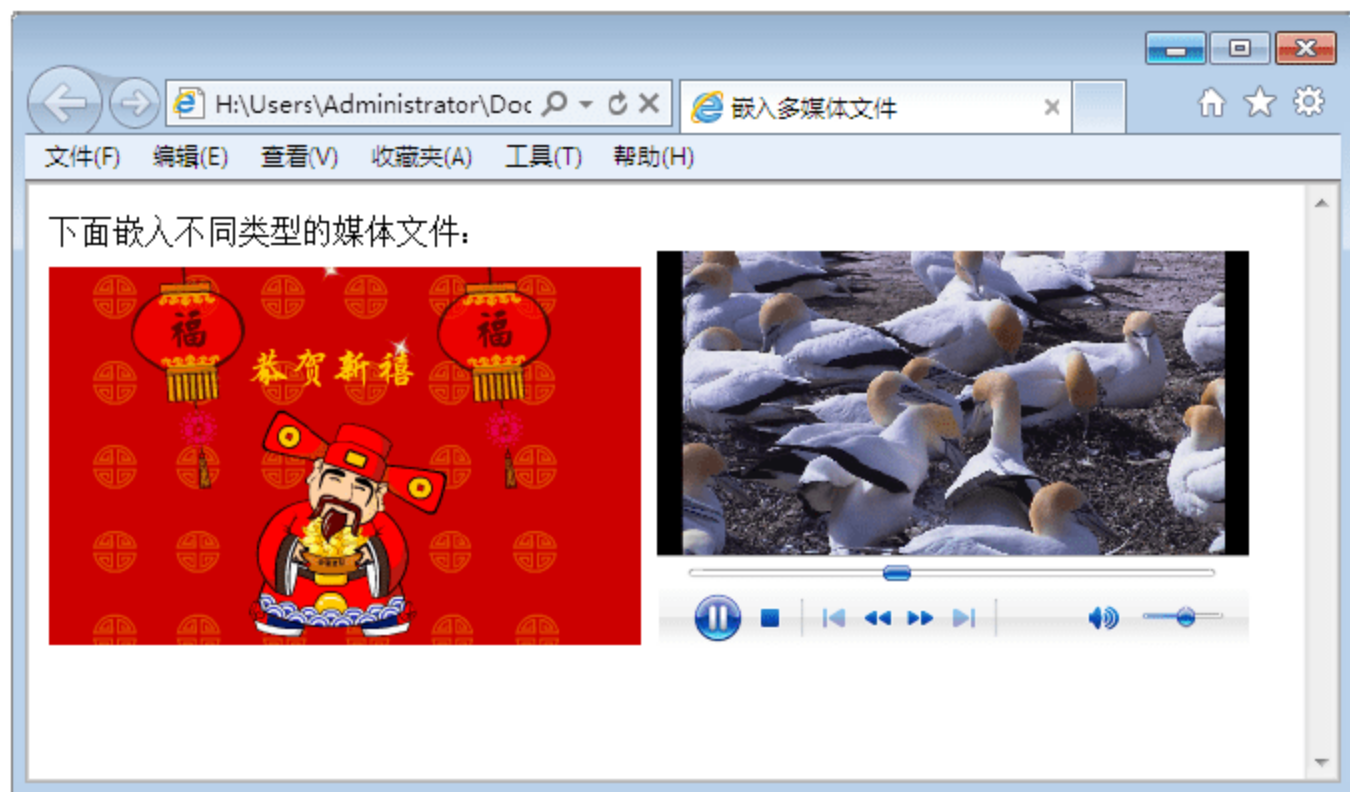 H:\Users\Administrator\Doc
嵌入多媒体文件
文件(F) 编辑(E) 查看(V) 收藏夹(A) 工具(T) 帮助(H)
下面嵌入不同类型的媒体文件：
福 福
恭贺新禧